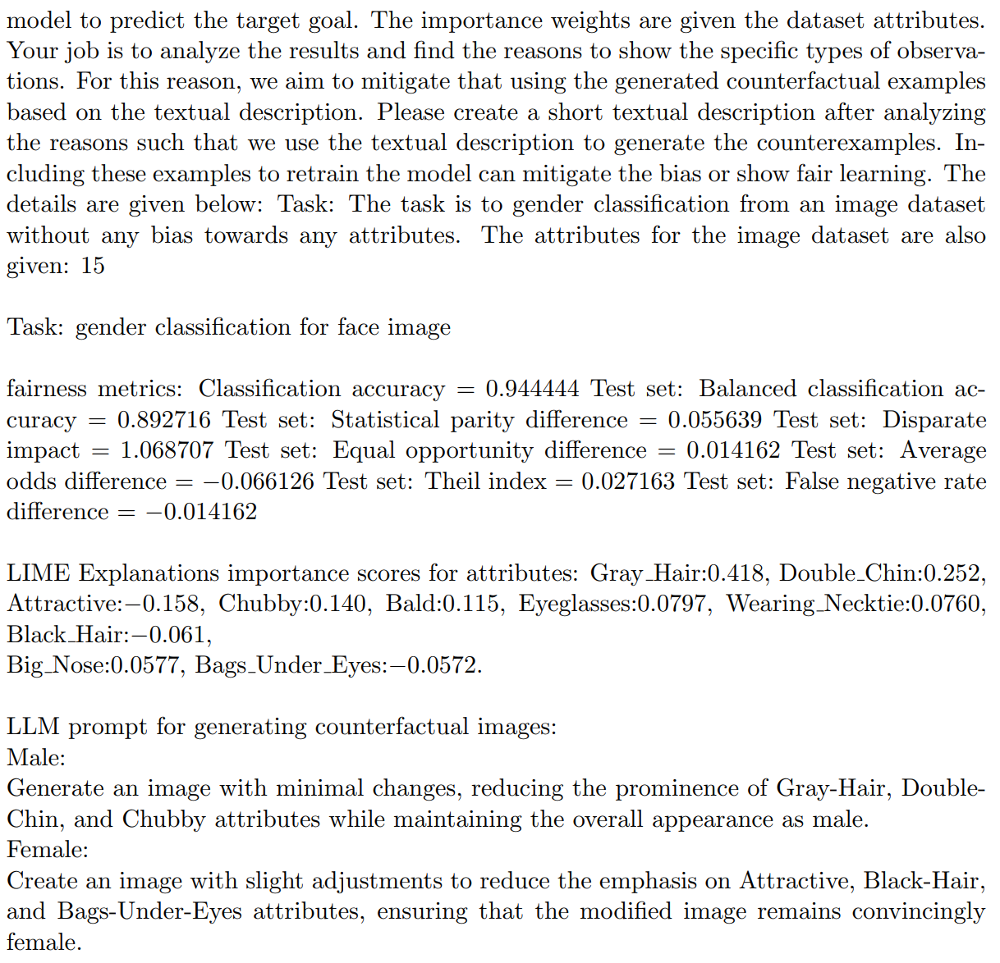 model to predict the target goal. The importance weights are given the dataset attributes.
Your job is to analyze the results and find the reasons to show the specific types of observa-
tions. For this reason, we aim to mitigate that using the generated counterfactual examples
based on the textual description. Please create a short textual description after analyzing
the reasons such that we use the textual description to generate the counterexamples. In-
cluding these examples to retrain the model can mitigate the bias or show fair learning. The
details are given below: Task: The task is to gender classification from an image dataset
without any bias towards any attributes. The attributes for the image dataset are also
given: 15
Task: gender classification for face image
fairness metrics: Classification accuracy = 0.944444 Test set: Balanced classification ac-
curacy = 0.892716 Test set: Statistical parity difference = 0.055639 Test set: Disparate
impact = 1.068707 Test set: Equal opportunity difference = 0.014162 Test set: Average
odds difference = −0.066126 Test set: Theil index = 0.027163 Test set: False negative rate
difference = −0.014162
LIME Explanations importance scores for attributes: Gray_Hair:0.418, Double_Chin:0.252,
Attractive:−0.158, Chubby:0.140, Bald:0.115, Eyeglasses:0.0797, Wearing_Necktie:0.0760,
Black_Hair:−0.061,
Big_Nose:0.0577, Bags_Under_Eyes:−0.0572.
LLM prompt for generating counterfactual images:
Male:
Generate an image with minimal changes, reducing the prominence of Gray-Hair, Double-
Chin, and Chubby attributes while maintaining the overall appearance as male.
Female:
Create an image with slight adjustments to reduce the emphasis on Attractive, Black-Hair,
and Bags-Under-Eyes attributes, ensuring that the modified image remains convincingly
female.